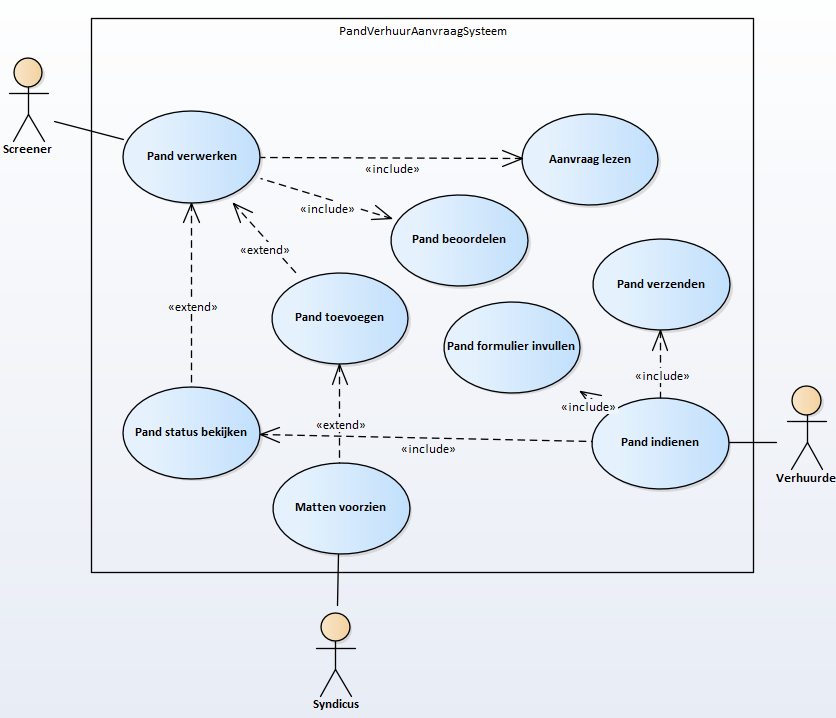 PandVerhuurAanvraagSysteem
Screener
Pand verwerken
Aanvraag lezen
«include»
«include»
Pand beoordelen
«extend»
Pand verzenden
«extend»
Pand toevoegen
Pand formulier invullen
«include»
«include»
«extend»
Pand status bekijken
«include»
Pand indienen
Verhuurde
Matten voorzien
Syndicus